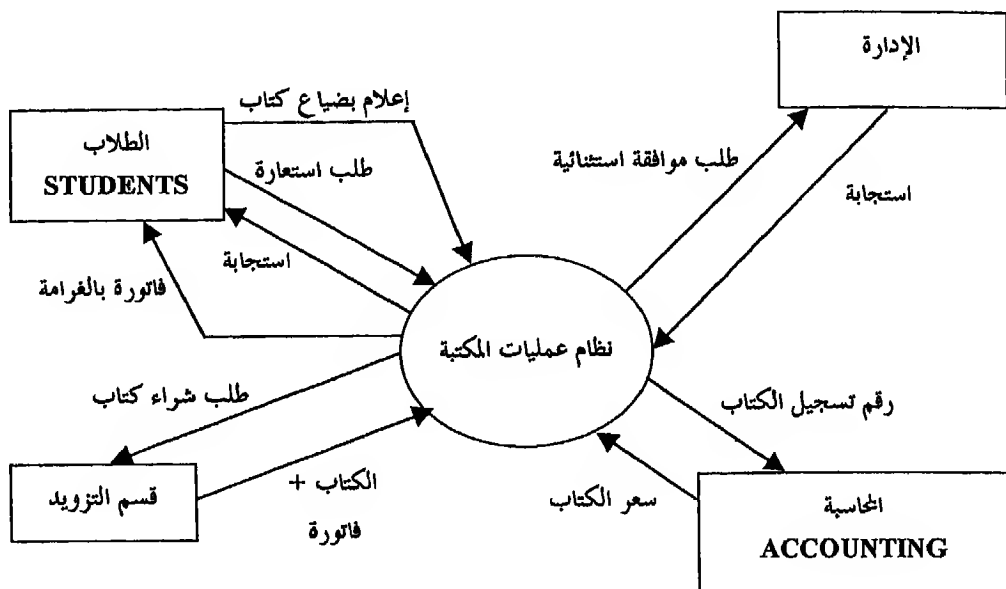 الإدارة
إعلام بضياع كتاب
الطلاب
STUDENTS
طلب استعارة
طلب موافقة استثنائية
استجابة
استجابة
فاتورة بالغرامة
نظام عمليات المكتبة
طلب شراء كتاب
رقم تسجيل الكتاب
قسم التزويد
الكتاب +
فاتورة
سعر الكتاب
المحاسبة
ACCOUNTING